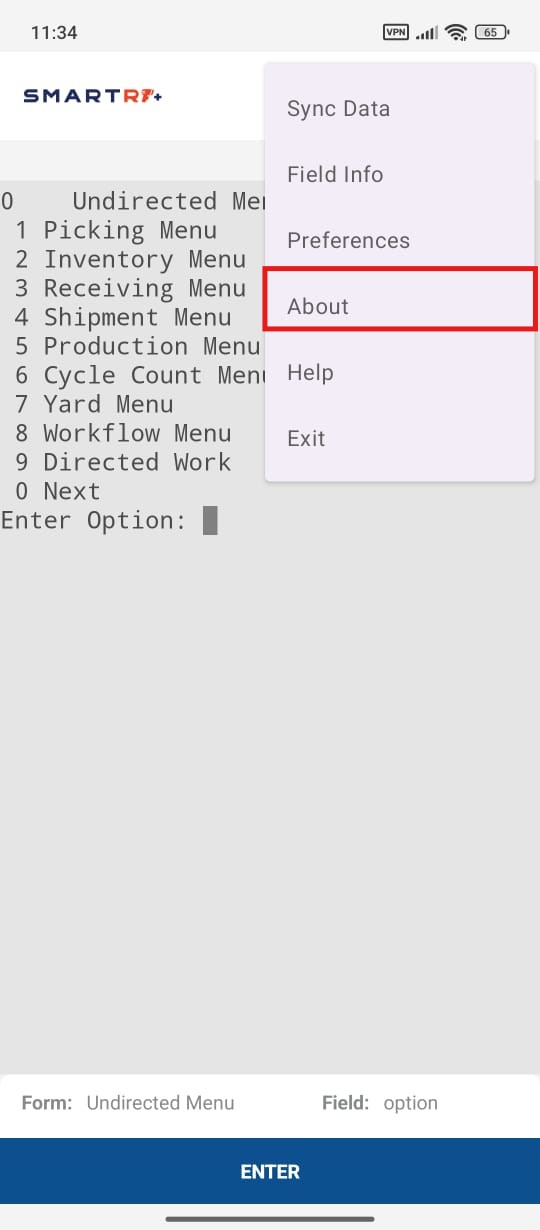 11:34
VPN
65
SMARTRF+
Sync Data
Field Info
Preferences
About
Help
Exit
0 Undirected Me
1 Picking Menu
2 Inventory Menu
3 Receiving Menu
4 Shipment Menu
5 Production Menu
6 Cycle Count Menu
7 Yard Menu
8 Workflow Menu
9 Directed Work
0 Next
Enter Option:
Form: Undirected Menu
Field: option
ENTER